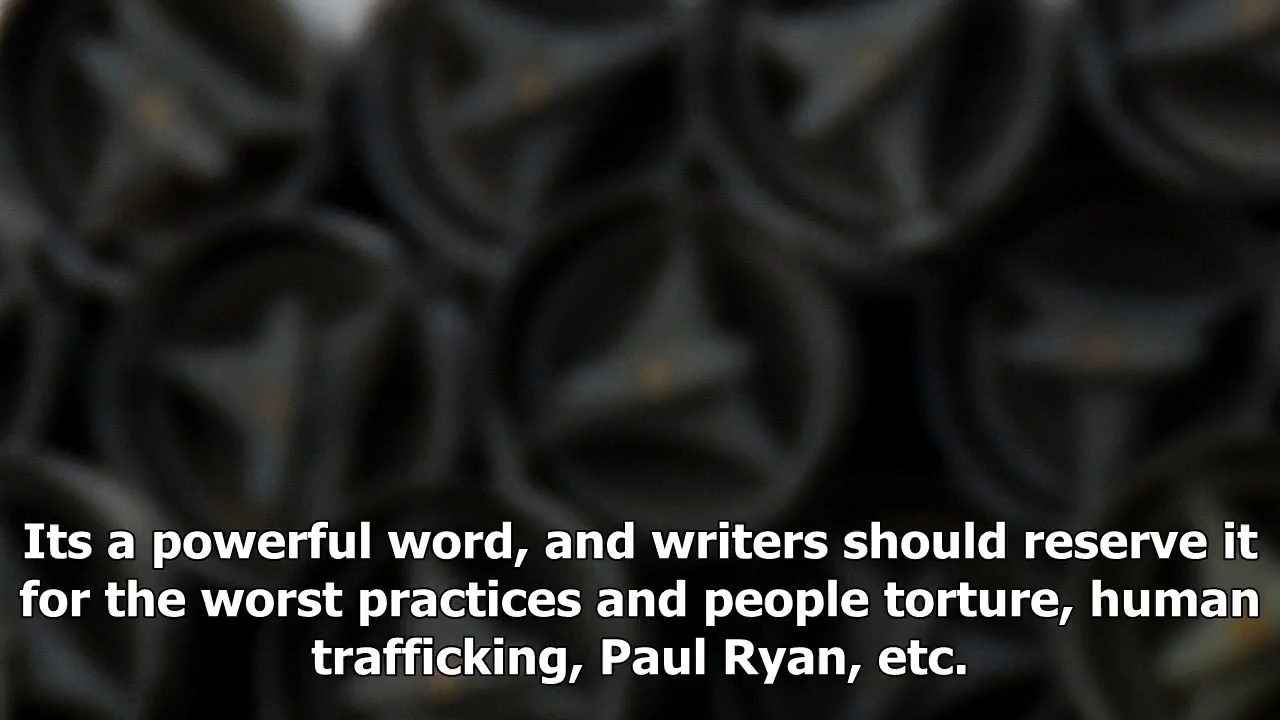 Its a powerful word, and writers should reserve it
for the worst practices and people torture, human
trafficking, Paul Ryan, etc.